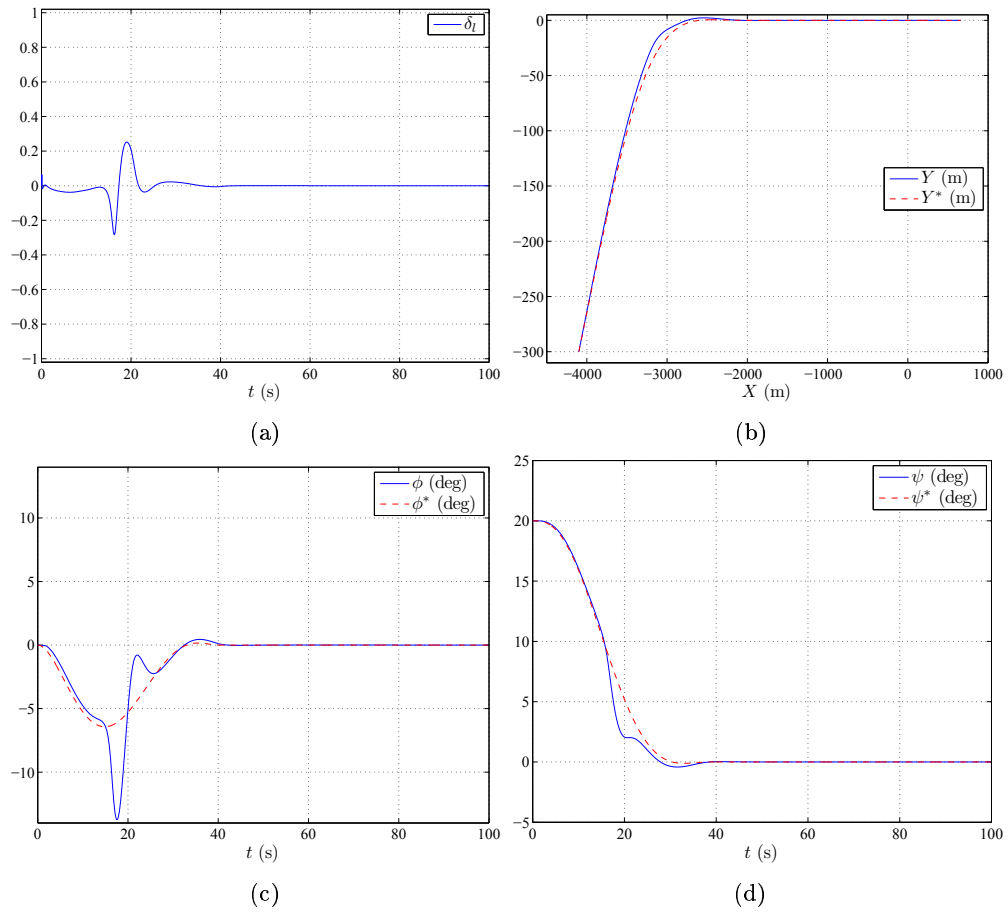 δ_l
1
0.8
0.6
0.4
0.2
0
−0.2
−0.4
−0.6
−0.8
−1
0 20 40 60 80 100
t (s)
(a)
0
−50
−100
−150
−200
−250
−300
Y (m)
Y* (m)
−4000 −3000 −2000 −1000 0 1000
X (m)
(b)
ϕ (deg)
ϕ* (deg)
10
5
0
−5
−10
0 20 40 60 80 100
t (s)
(c)
ψ (deg)
ψ* (deg)
25
20
15
10
5
0
−5
0 20 40 60 80 100
t (s)
(d)